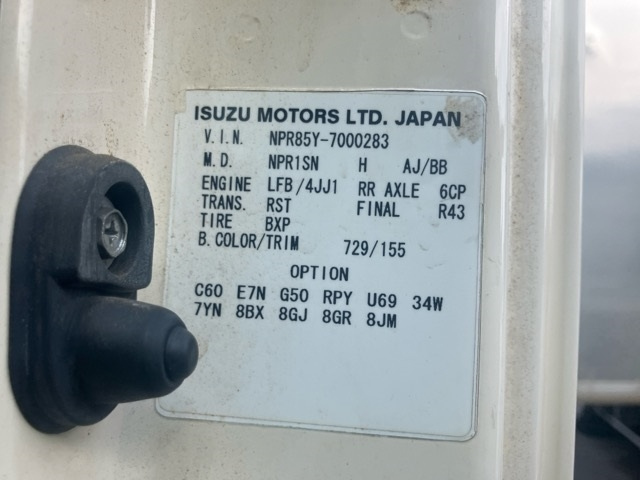 ISUZU MOTORS LTD. JAPAN
V.I.N. NPR85Y-7000283
M.D. NPR1SN H AJ/BB
ENGINE LFB/4JJ1 RR AXLE 6CP
TRANS. RST FINAL R43
TIRE BXP
B.COLOR/TRIM 729/155
OPTION
C60 E7N G50 RPY U69 34W
7YN 8BX 8GJ 8GR 8JM